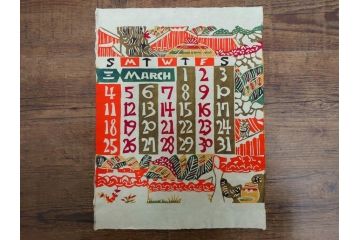 S M T W T F S
三 MARCH 1 2 3
4 5 6 7 8 9 10
11 12 13 14 15 16 17
18 19 20 21 22 23 24
25 26 27 28 29 30 31